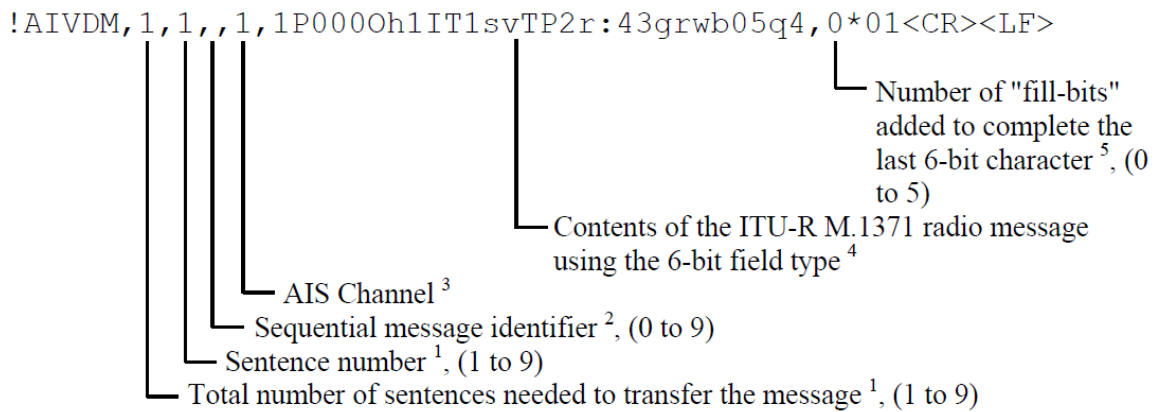 !AIVDM,1,1,,1,1P000Oh1IT1svTP2r:43grwb05q4,0*01<CR><LF>
Number of "fill-bits"
added to complete the
last 6-bit character 5, (0
to 5)
Contents of the ITU-R M.1371 radio message
using the 6-bit field type 4
AIS Channel 3
Sequential message identifier 2, (0 to 9)
Sentence number 1, (1 to 9)
Total number of sentences needed to transfer the message 1, (1 to 9)